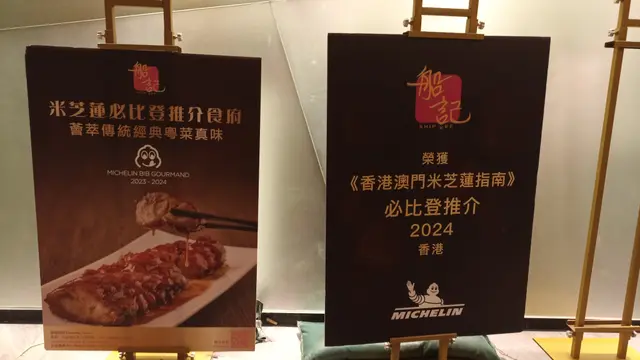 船記
米芝蓮必比登推介食府
薈萃傳統經典粵菜真味
MICHELIN BIB GOURMAND
2023 - 2024
船記
SHIP KEE
榮獲
《香港澳門米芝蓮指南》
必比登推介
2024
香港
MICHELIN